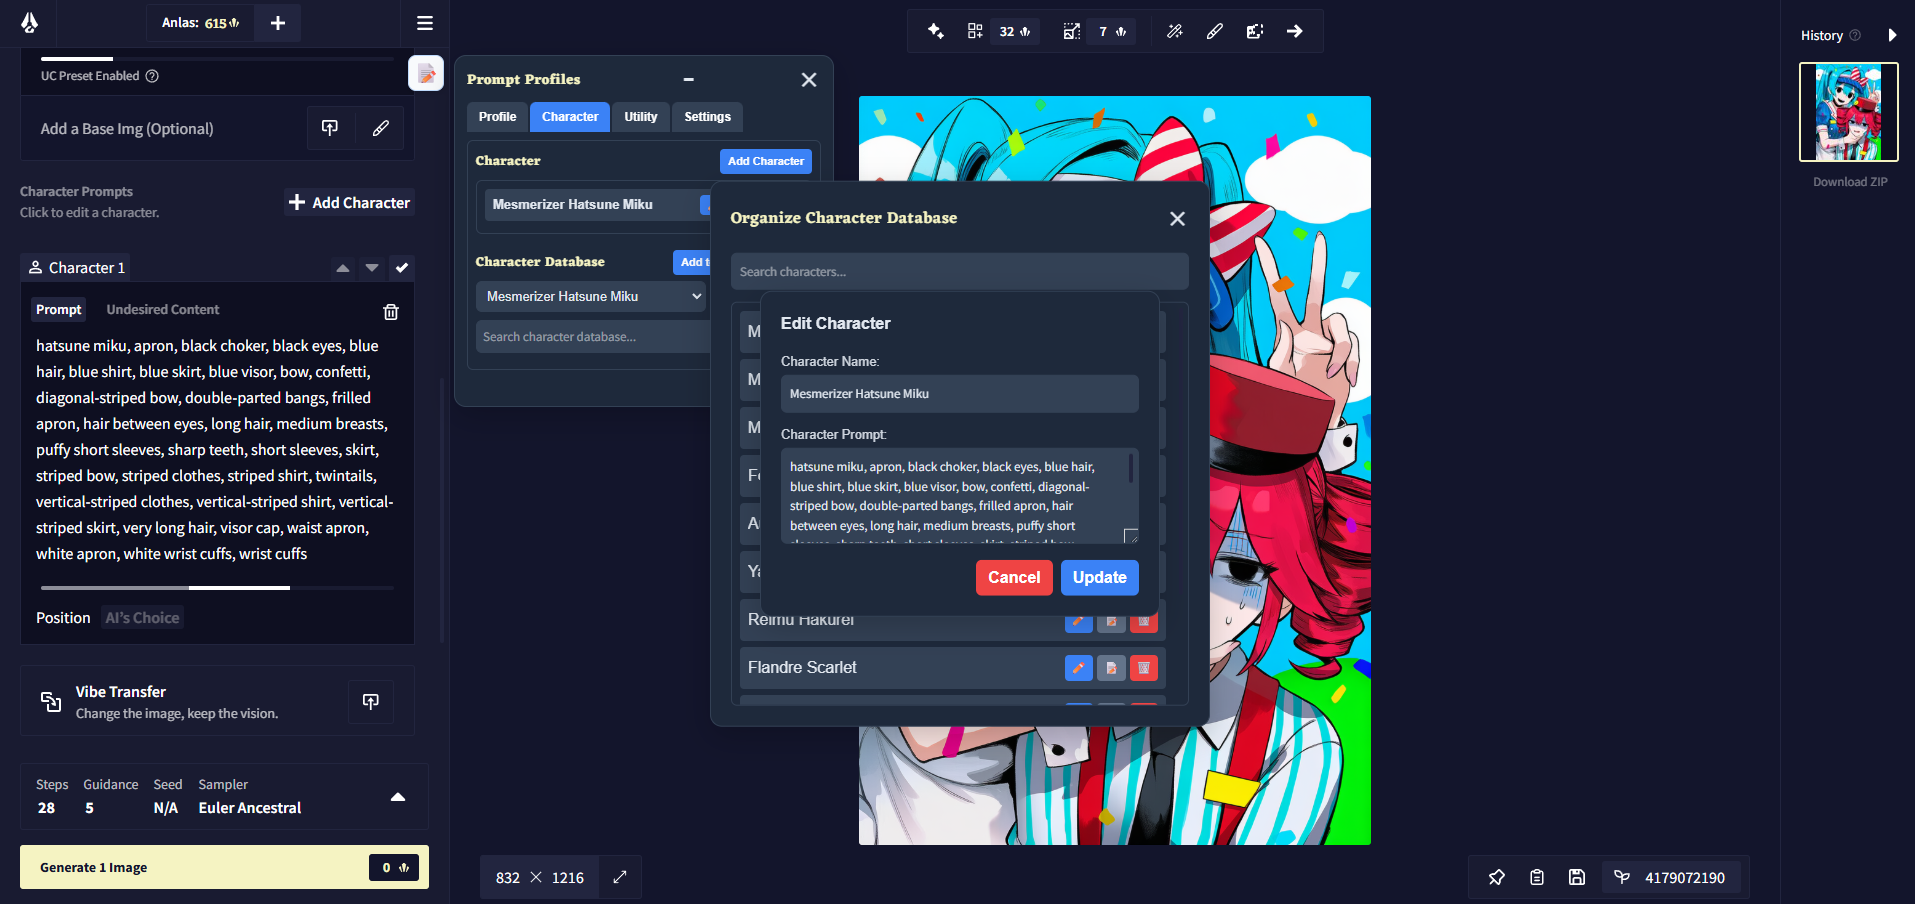 Anlas: 615
UC Preset Enabled
Add a Base Img (Optional)
Character Prompts
Click to edit a character.
Add Character
Character 1
Prompt
Undesired Content
hatsune miku, apron, black choker, black eyes, blue
hair, blue shirt, blue skirt, blue visor, bow, confetti,
diagonal-striped bow, double-parted bangs, frilled
apron, hair between eyes, long hair, medium breasts,
puffy short sleeves, sharp teeth, short sleeves, skirt,
striped bow, striped clothes, striped shirt, twintails,
vertical-striped clothes, vertical-striped shirt, vertical-
striped skirt, very long hair, visor cap, waist apron,
white apron, white wrist cuffs, wrist cuffs
Position
AI's Choice
Vibe Transfer
Change the image, keep the vision.
Steps
Guidance
Seed
Sampler
28
5
N/A
Euler Ancestral
Generate 1 Image
0
Prompt Profiles
Profile
Character
Utility
Settings
Character
Add Character
Mesmerizer Hatsune Miku
Character Database
Add
Mesmerizer Hatsune Miku
Search character database...
32
7
Organize Character Database
Search characters...
Edit Character
Character Name:
Mesmerizer Hatsune Miku
Character Prompt:
hatsune miku, apron, black choker, black eyes, blue hair,
blue shirt, blue skirt, blue visor, bow, confetti, diagonal-
striped bow, double-parted bangs, frilled apron, hair
between eyes, long hair, medium breasts, puffy short
sleeves, sharp teeth, short sleeves, skirt, striped bow,
Cancel
Update
Reimu Hakurei
Flandre Scarlet
832 × 1216
4179072190
History
Download ZIP